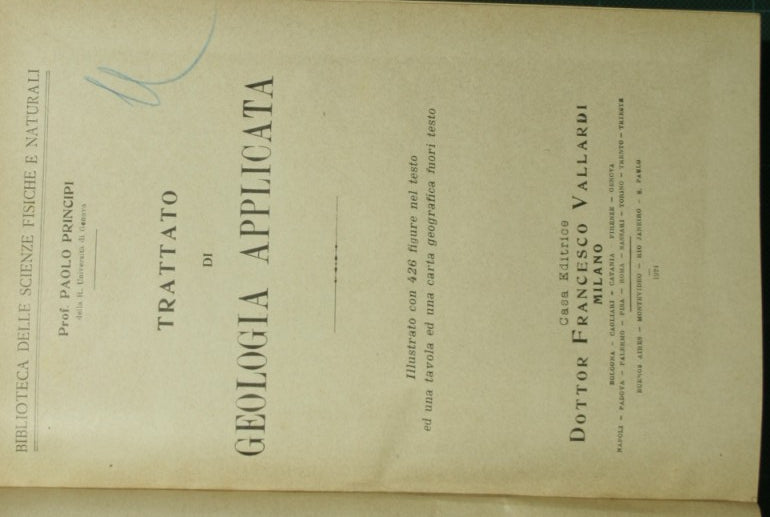 BIBLIOTECA DELLE SCIENZE FISICHE E NATURALI
Prof. PAOLO PRINCIPI
della R. Università di Genova
TRATTATO
DI
GEOLOGIA APPLICATA
Illustrato con 426 figure nel testo
ed una tavola ed una carta geografica fuori testo
Casa Editrice
DOTTOR FRANCESCO VALLARDI
MILANO
BOLOGNA - CAGLIARI - CATANIA FIRENZE - GENOVA
NAPOLI - PADOVA - PALERMO - PISA - ROMA - SASSARI - TORINO - TRENTO - TRIESTE
BUENOS AIRES - MONTEVIDEO - RIO JANEIRO - S. PAULO